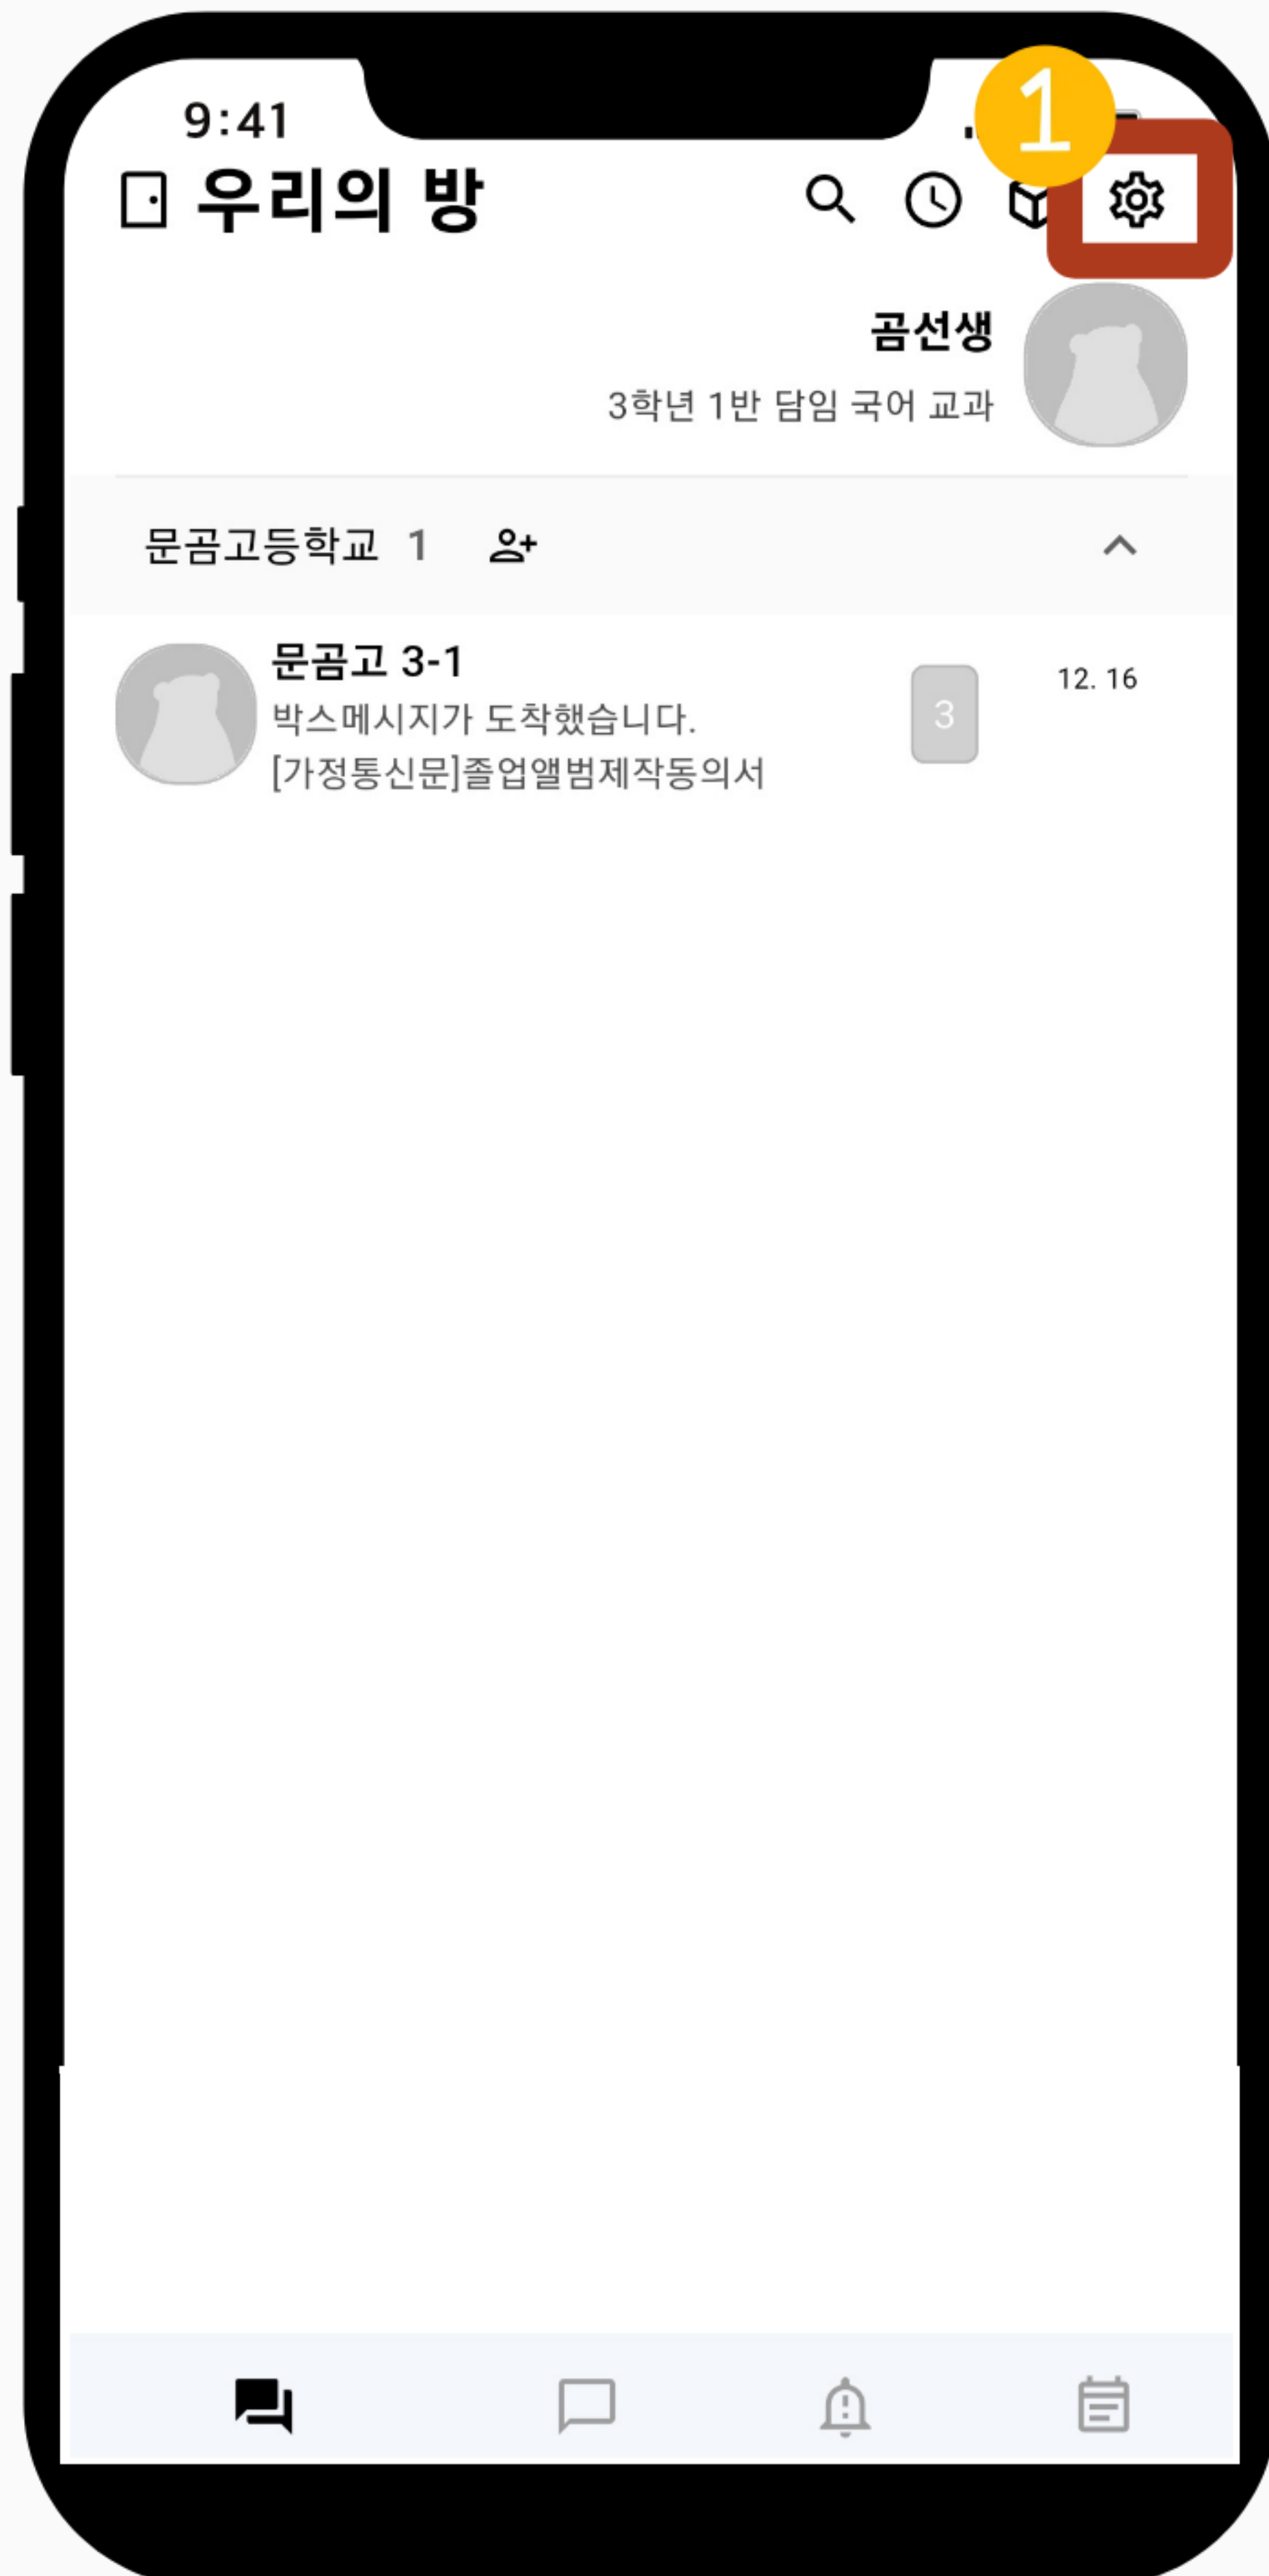 9:41
1
우리의 방
곰선생
3학년 1반 담임 국어 교과
문곰고등학교 1
문곰고 3-1
12. 16
박스메시지가 도착했습니다.
3
[가정통신문]졸업앨범제작동의서